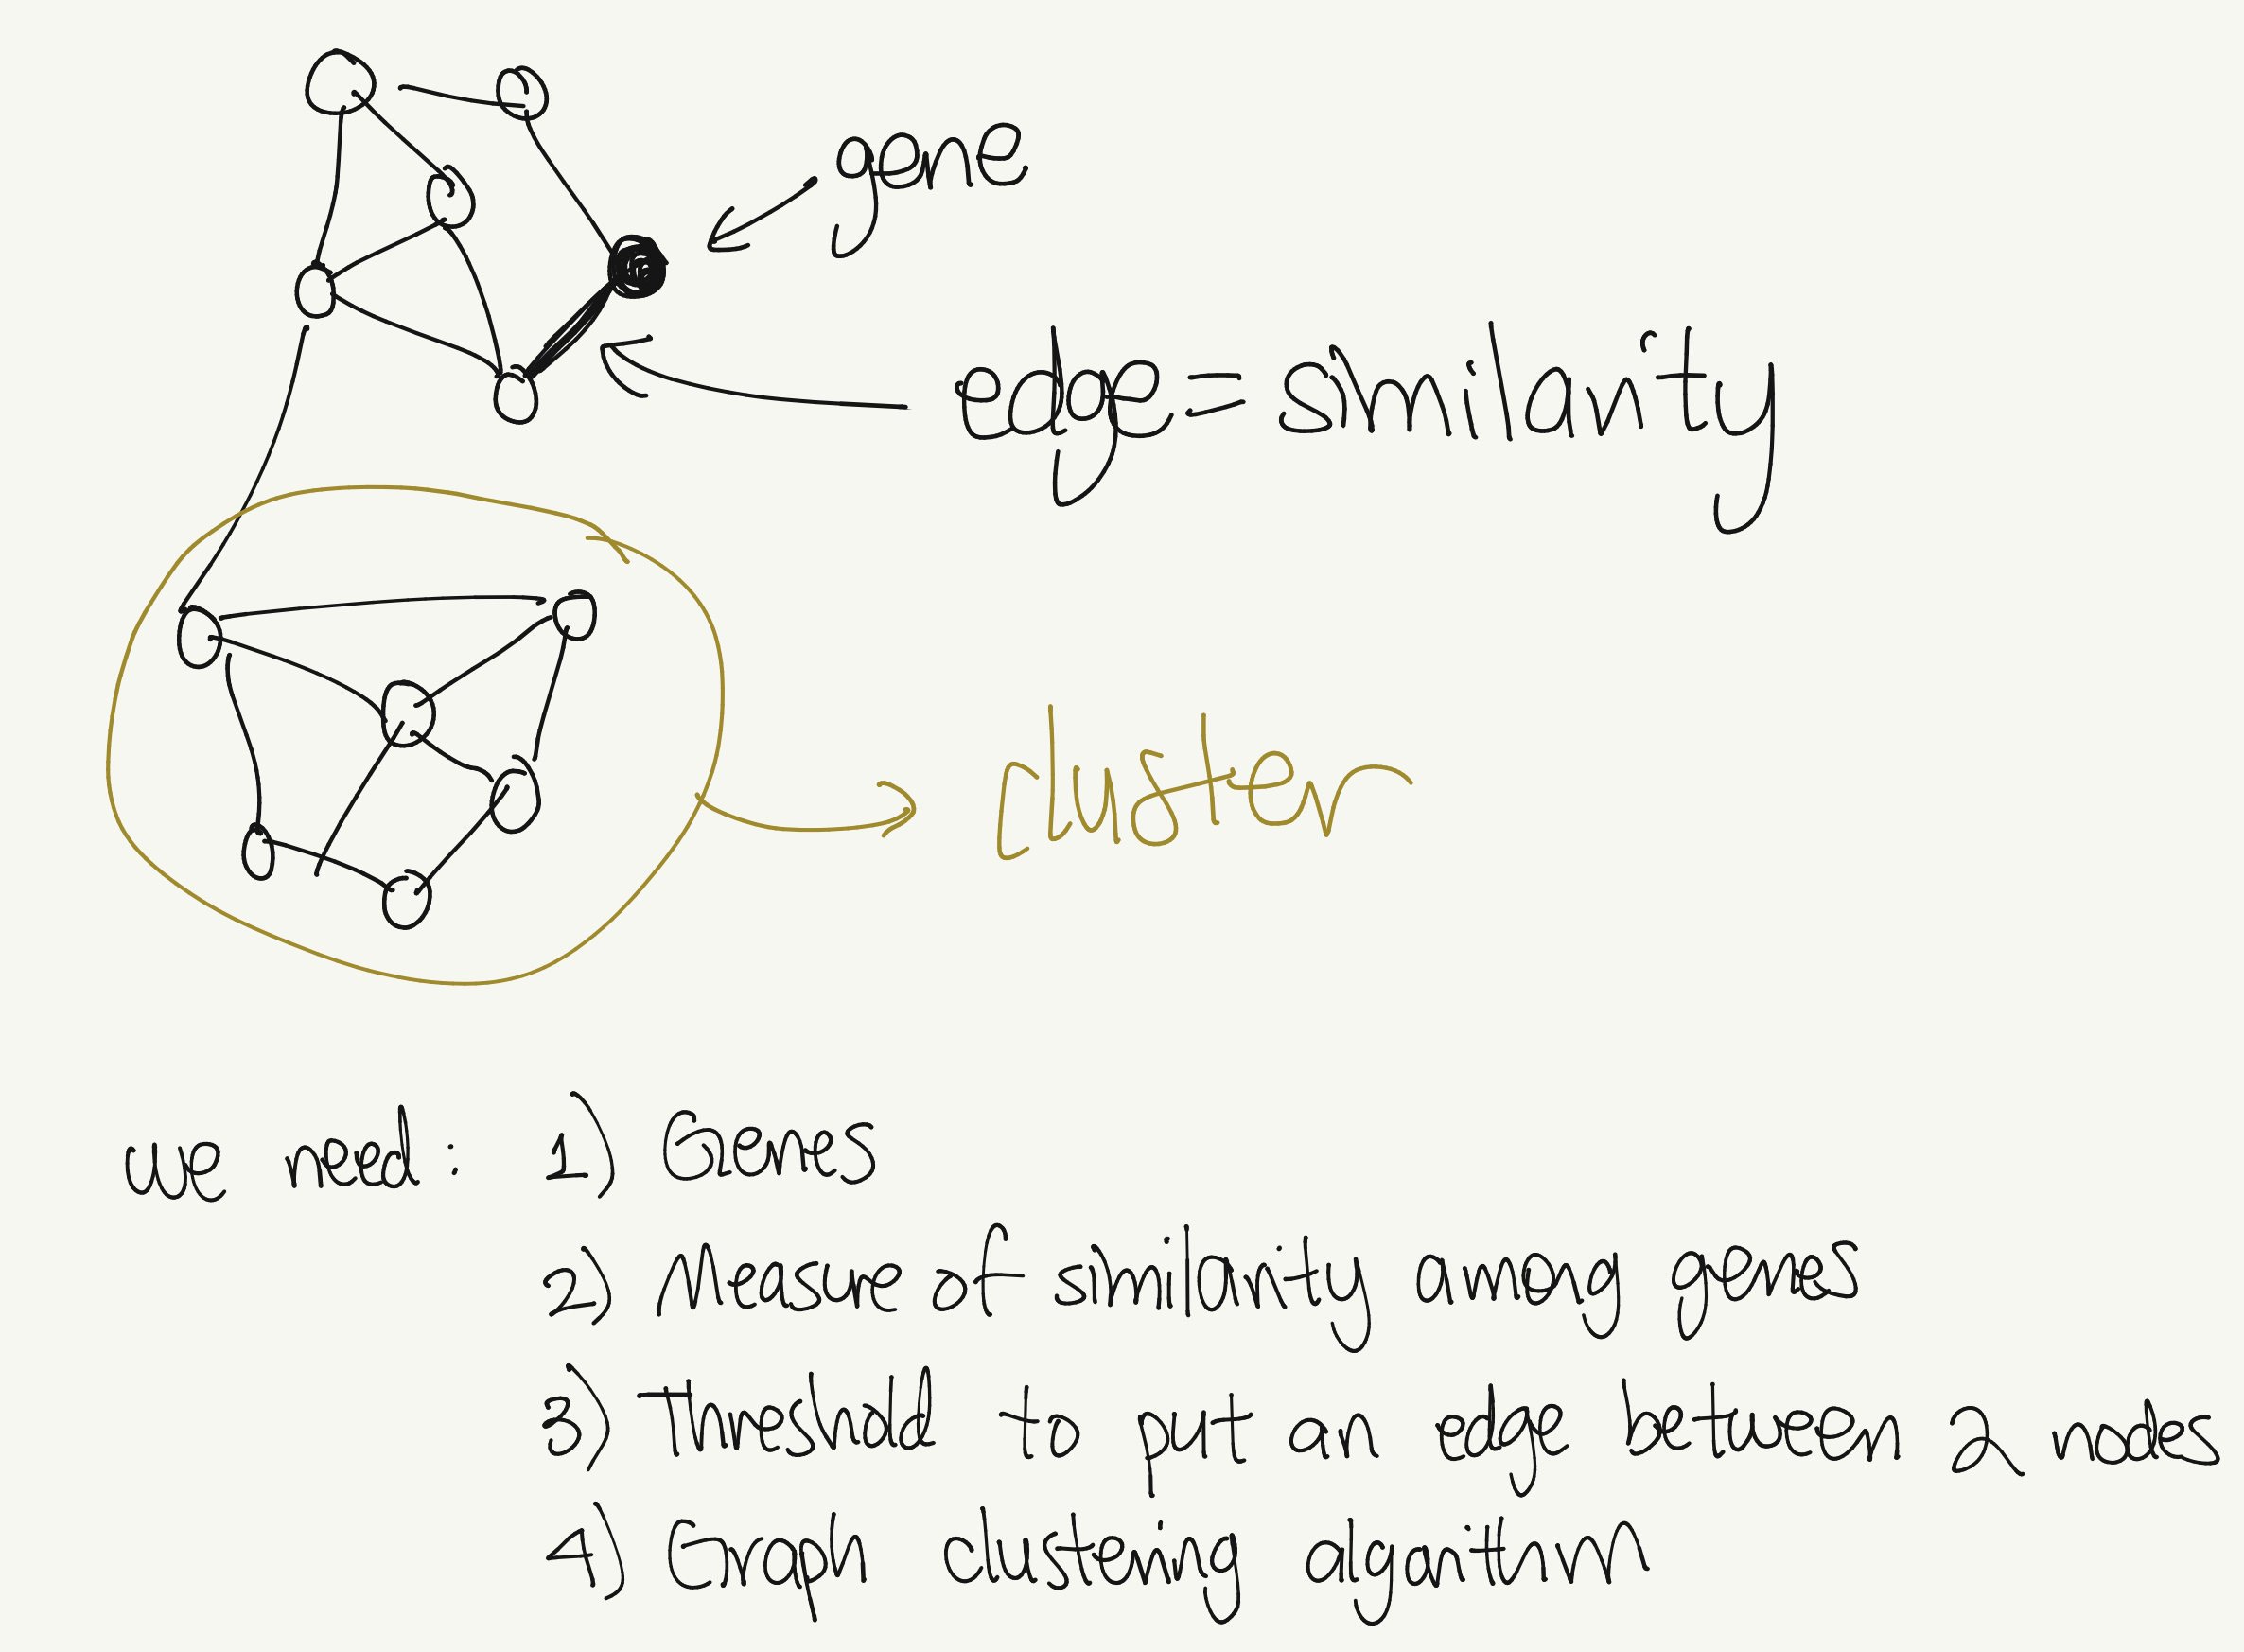 gene
edge = similarity
cluster
we need: 1) Genes
2) Measure of similarity among genes
3) Threshold to put an edge between 2 nodes
4) Graph clustering algorithm